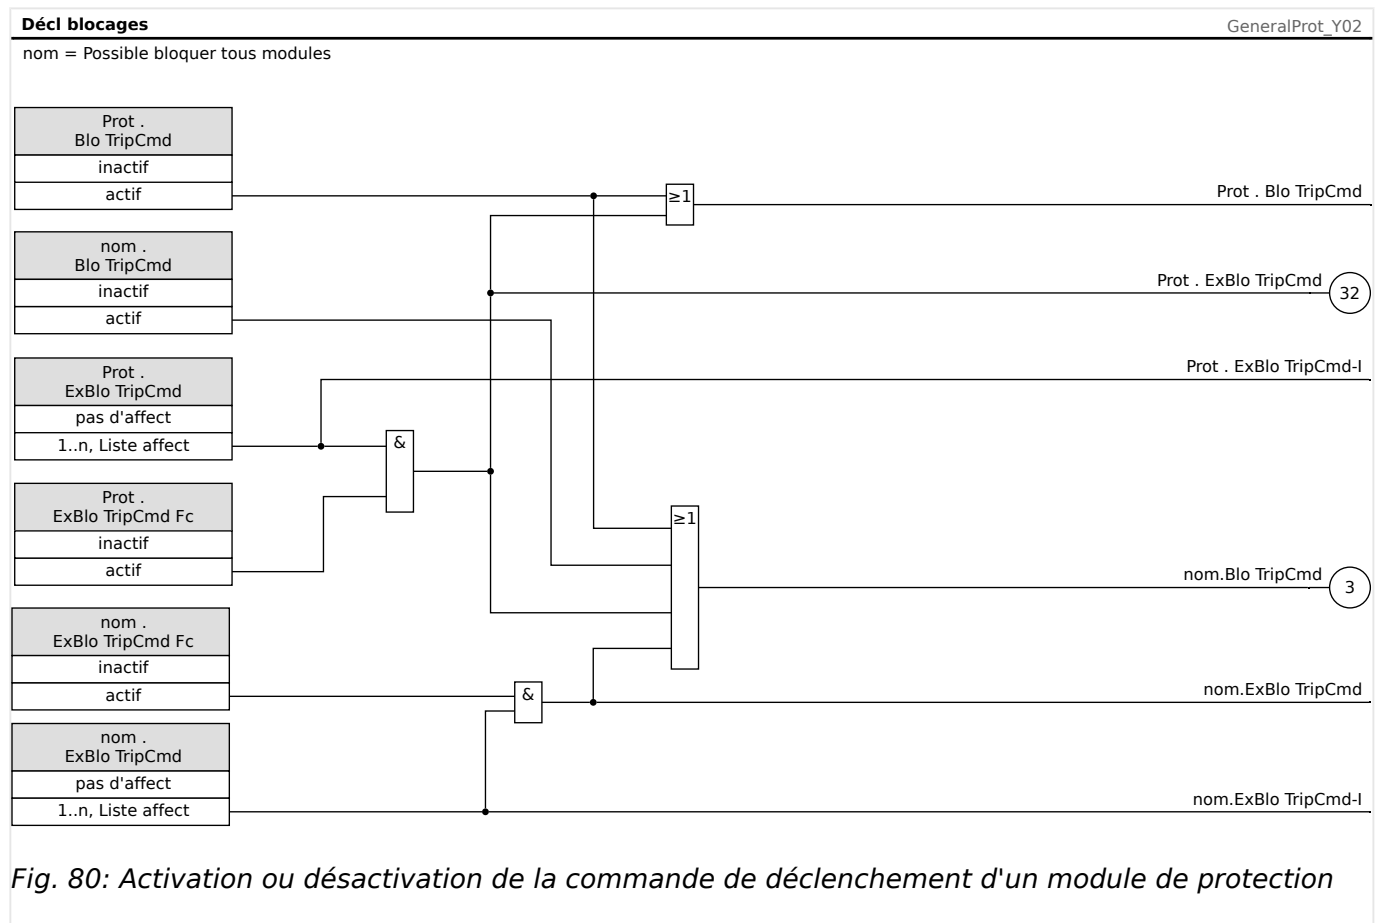 Décl blocages
GeneralProt_Y02
nom = Possible bloquer tous modules
Prot .
Blo TripCmd
inactif
actif
≥1
Prot . Blo TripCmd
nom .
Blo TripCmd
inactif
actif
Prot . ExBlo TripCmd
32
Prot .
ExBlo TripCmd
pas d'affect
1..n, Liste affect
Prot . ExBlo TripCmd-I
&
Prot .
ExBlo TripCmd Fc
inactif
actif
≥1
nom.Blo TripCmd
3
nom .
ExBlo TripCmd Fc
inactif
actif
&
nom.ExBlo TripCmd
nom .
ExBlo TripCmd
pas d'affect
1..n, Liste affect
nom.ExBlo TripCmd-I
Fig. 80: Activation ou désactivation de la commande de déclenchement d'un module de protection